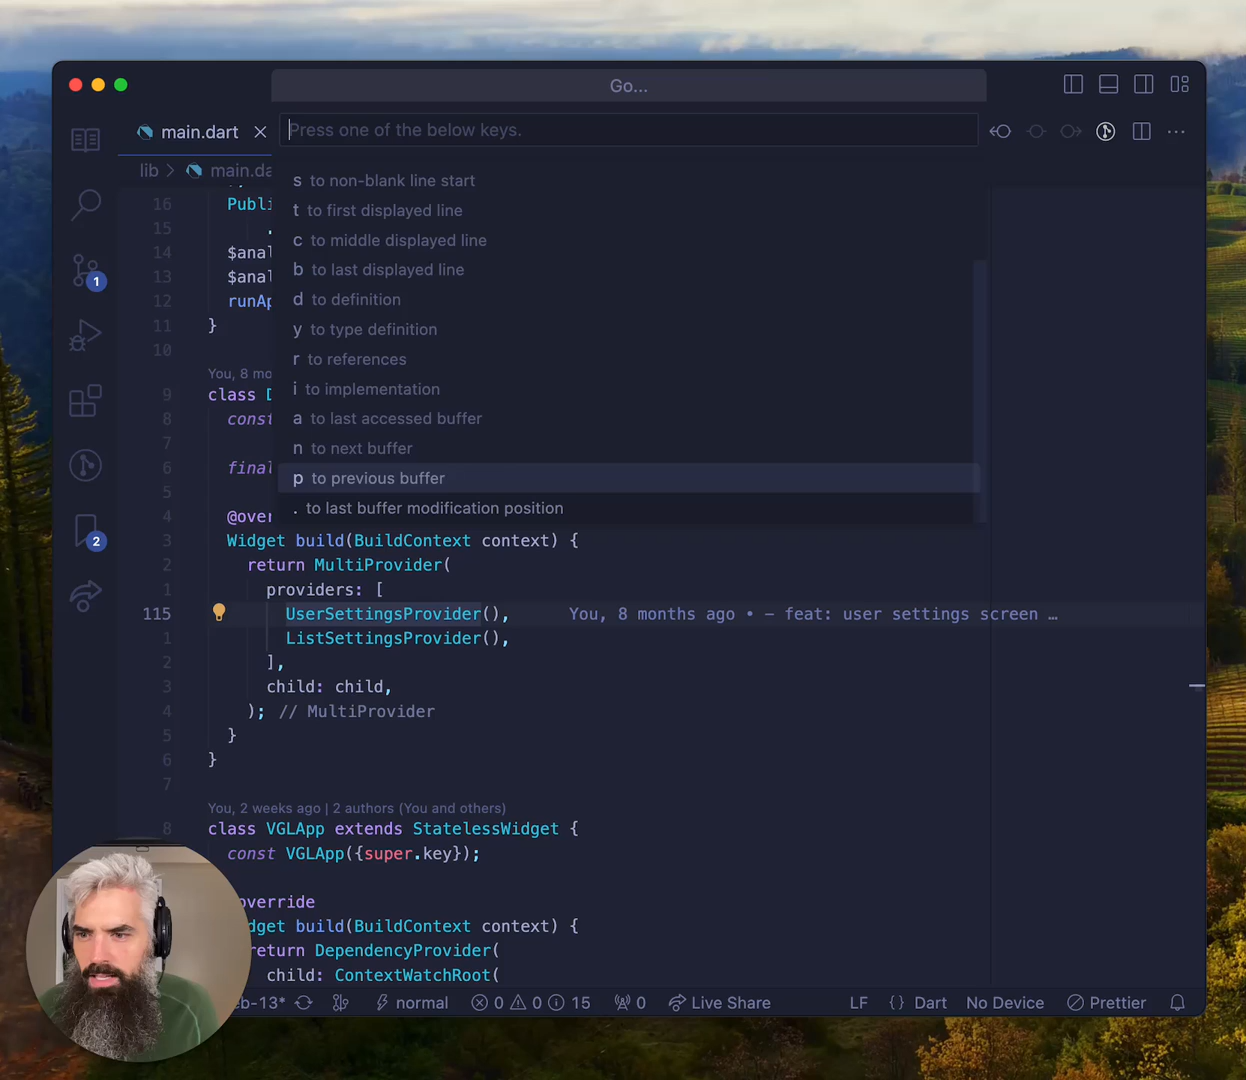 Go...
main.dart
Press one of the below keys.
lib > main.da
s to non-blank line start
t to first displayed line
c to middle displayed line
b to last displayed line
d to definition
y to type definition
r to references
i to implementation
a to last accessed buffer
n to next buffer
p to previous buffer
. to last buffer modification position
16 Publi
15 .
14 $anal
13 $anal
12 runAp
11 }
10
You, 8 mo
9 class D
8 const
7
6 final
5
4 @over
3 Widget build(BuildContext context) {
2 return MultiProvider(
1 providers: [
115 UserSettingsProvider(), You, 8 months ago • – feat: user settings screen …
1 ListSettingsProvider(),
2 ],
3 child: child,
4 ); // MultiProvider
5 }
6 }
7
You, 2 weeks ago | 2 authors (You and others)
8 class VGLApp extends StatelessWidget {
const VGLApp({super.key});
override
dget build(BuildContext context) {
return DependencyProvider(
child: ContextWatchRoot(
1
2
eb-13* normal 0 0 15 0 Live Share LF {} Dart No Device Prettier